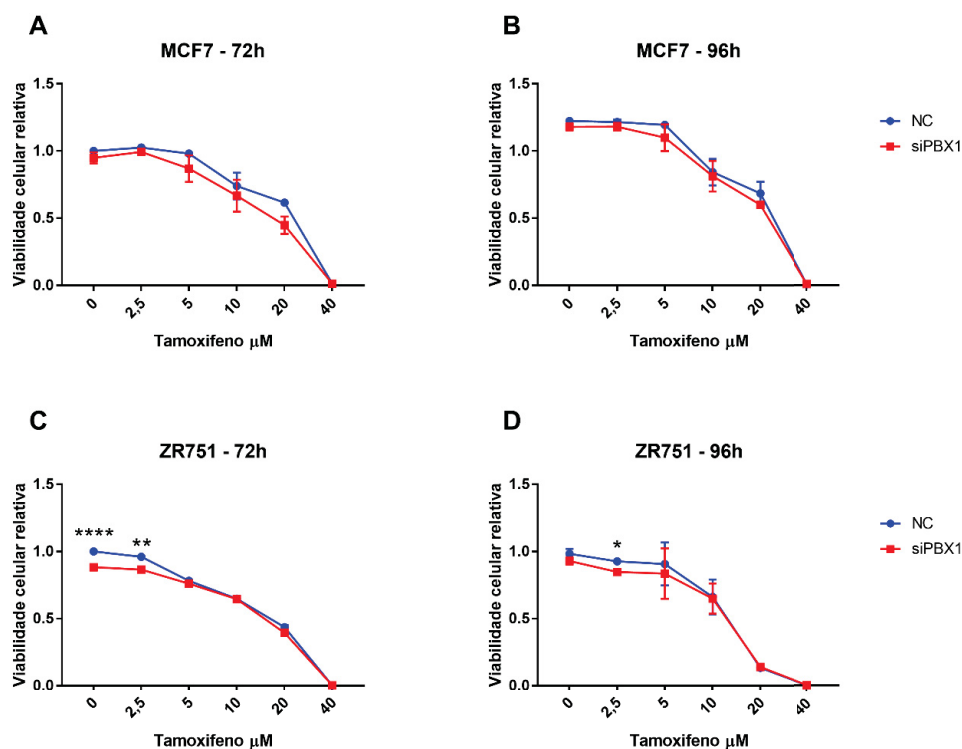 A
MCF7 - 72h
Viabilidade celular relativa
1.5
1.0
0.5
0.0
0
2,5
5
10
20
40
Tamoxifeno μM
B
MCF7 - 96h
Viabilidade celular relativa
1.5
1.0
0.5
0.0
0
2,5
5
10
20
40
Tamoxifeno μM
NC
siPBX1
C
ZR751 - 72h
Viabilidade celular relativa
1.5
1.0
0.5
0.0
****
**
0
2,5
5
10
20
40
Tamoxifeno μM
D
ZR751 - 96h
Viabilidade celular relativa
1.5
1.0
0.5
0.0
*
0
2,5
5
10
20
40
Tamoxifeno μM
NC
siPBX1